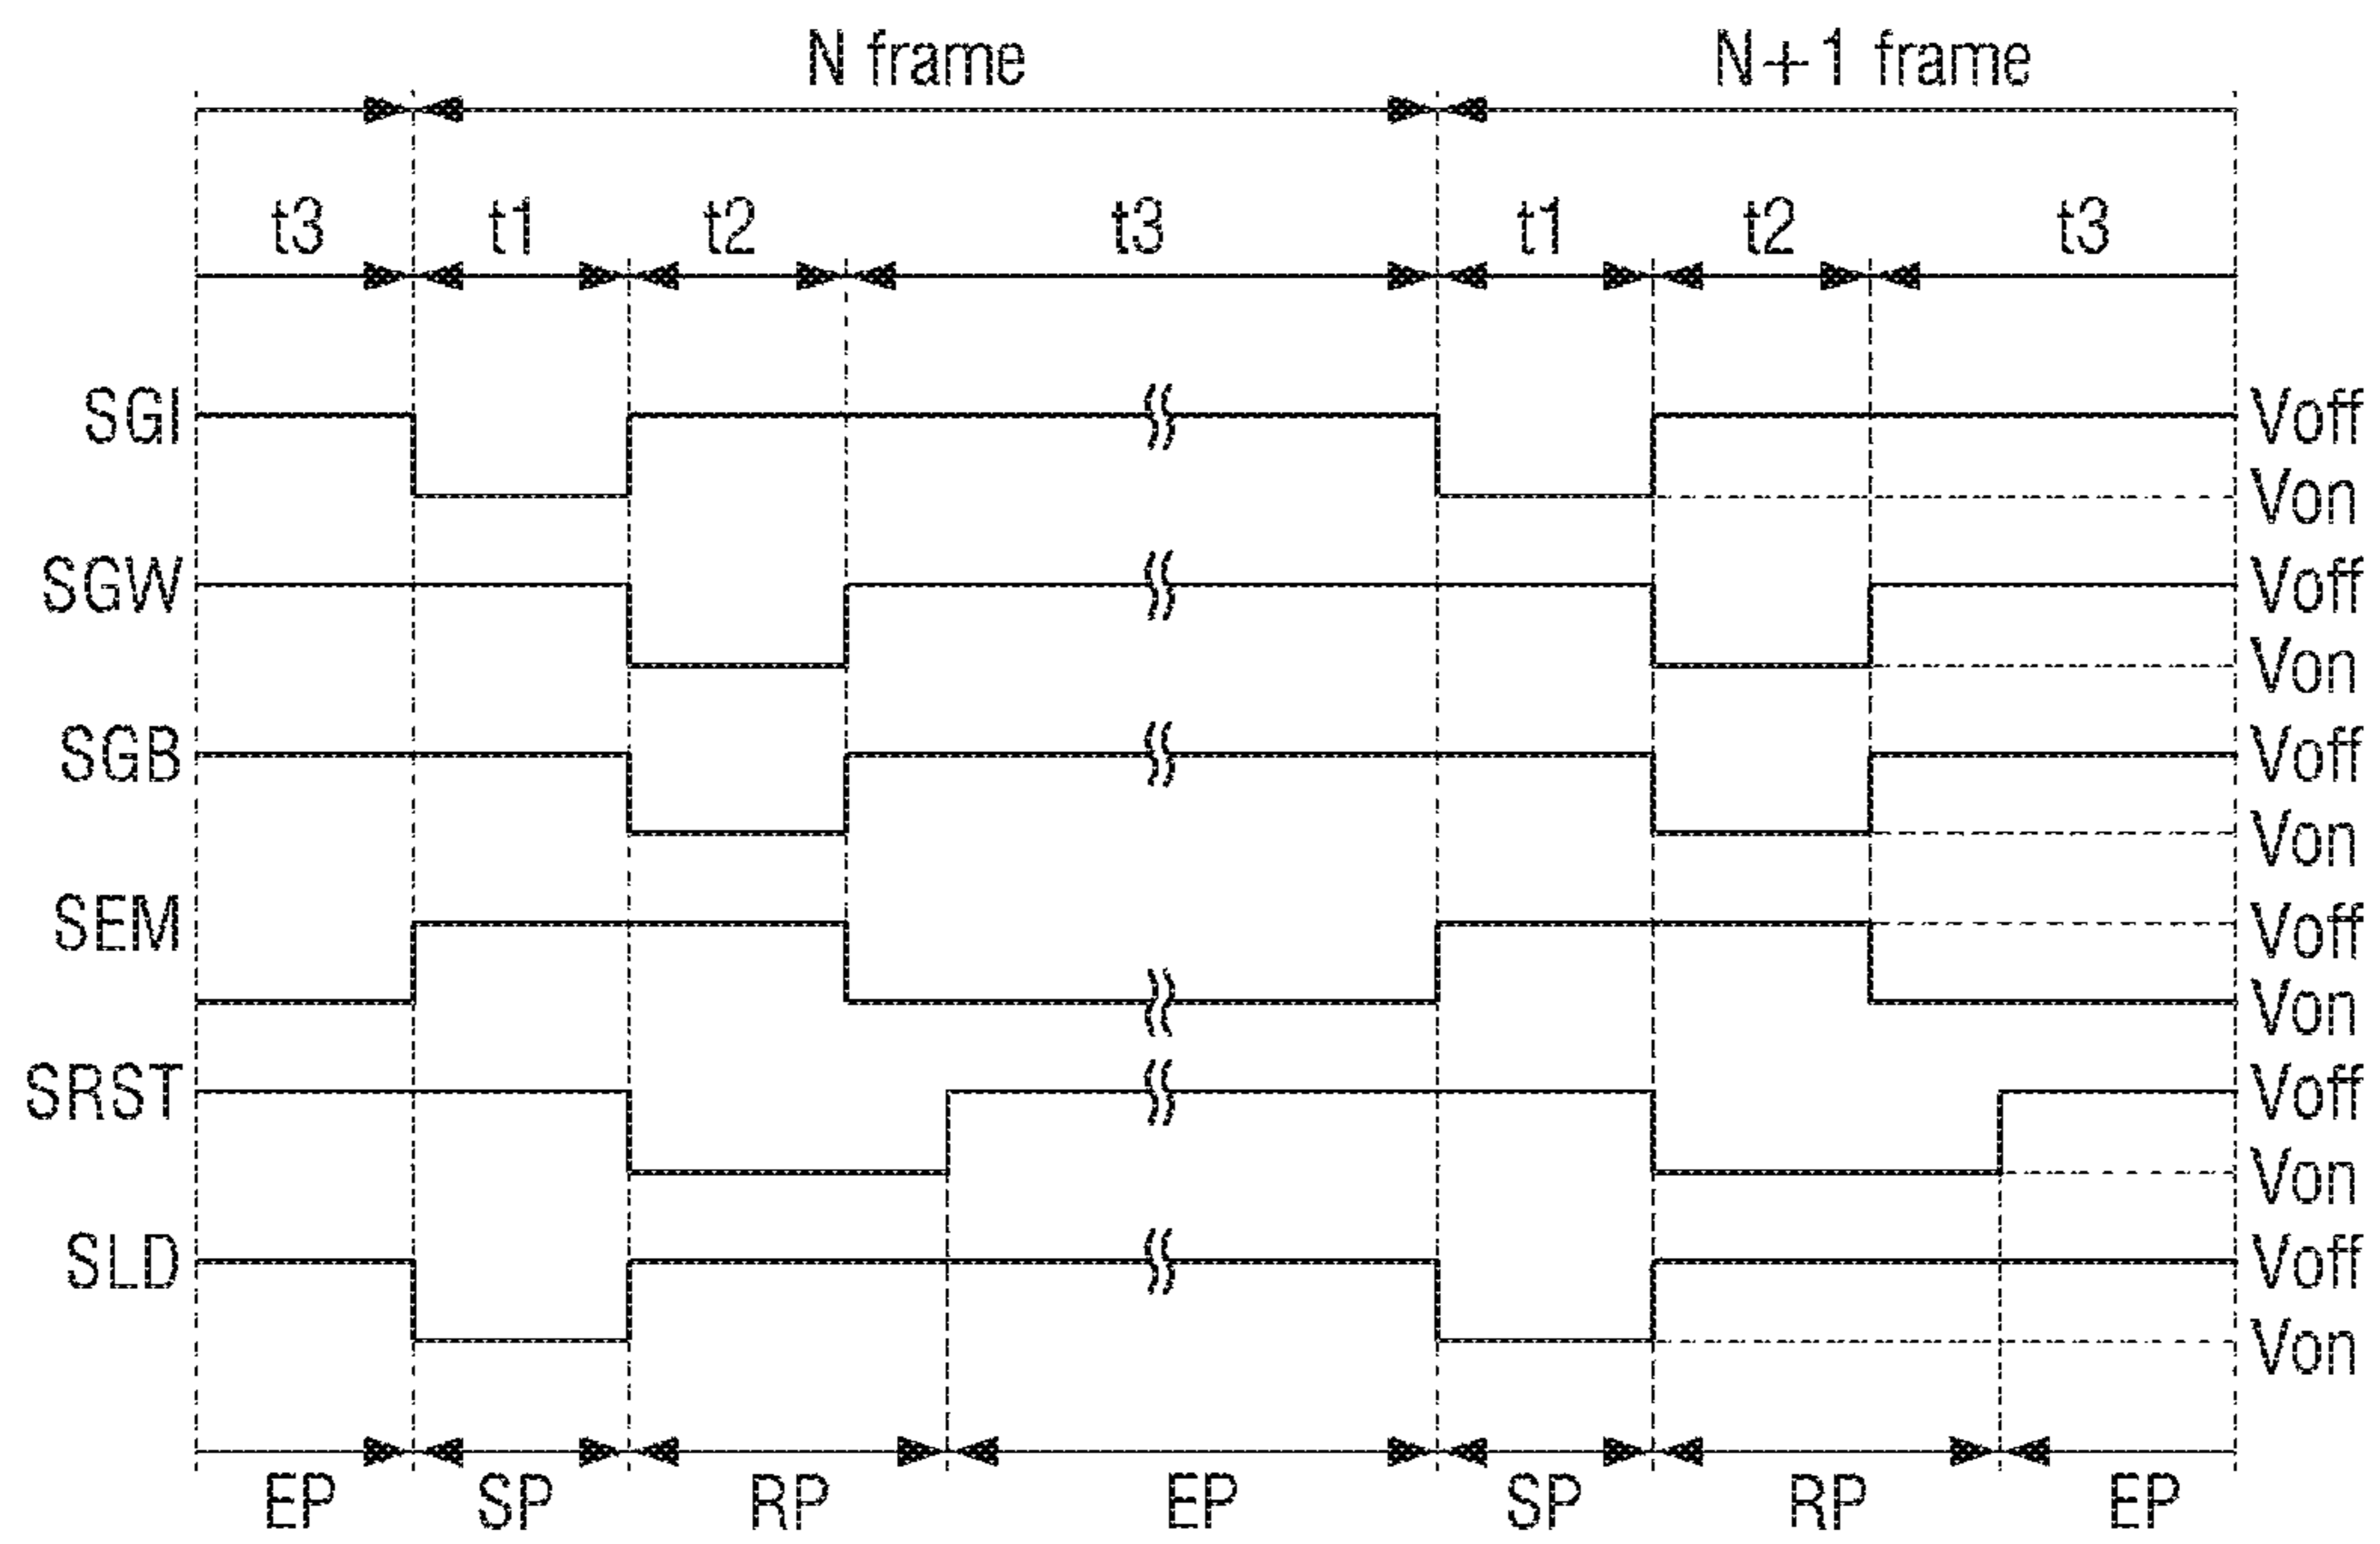 N frame N+1 frame
t3 t1 t2 t3 t1 t2 t3
SGI Voff
Von
SGW Voff
Von
SGB Voff
Von
SEM Voff
Von
SRST Voff
Von
SLD Voff
Von
EP SP RP EP SP RP EP